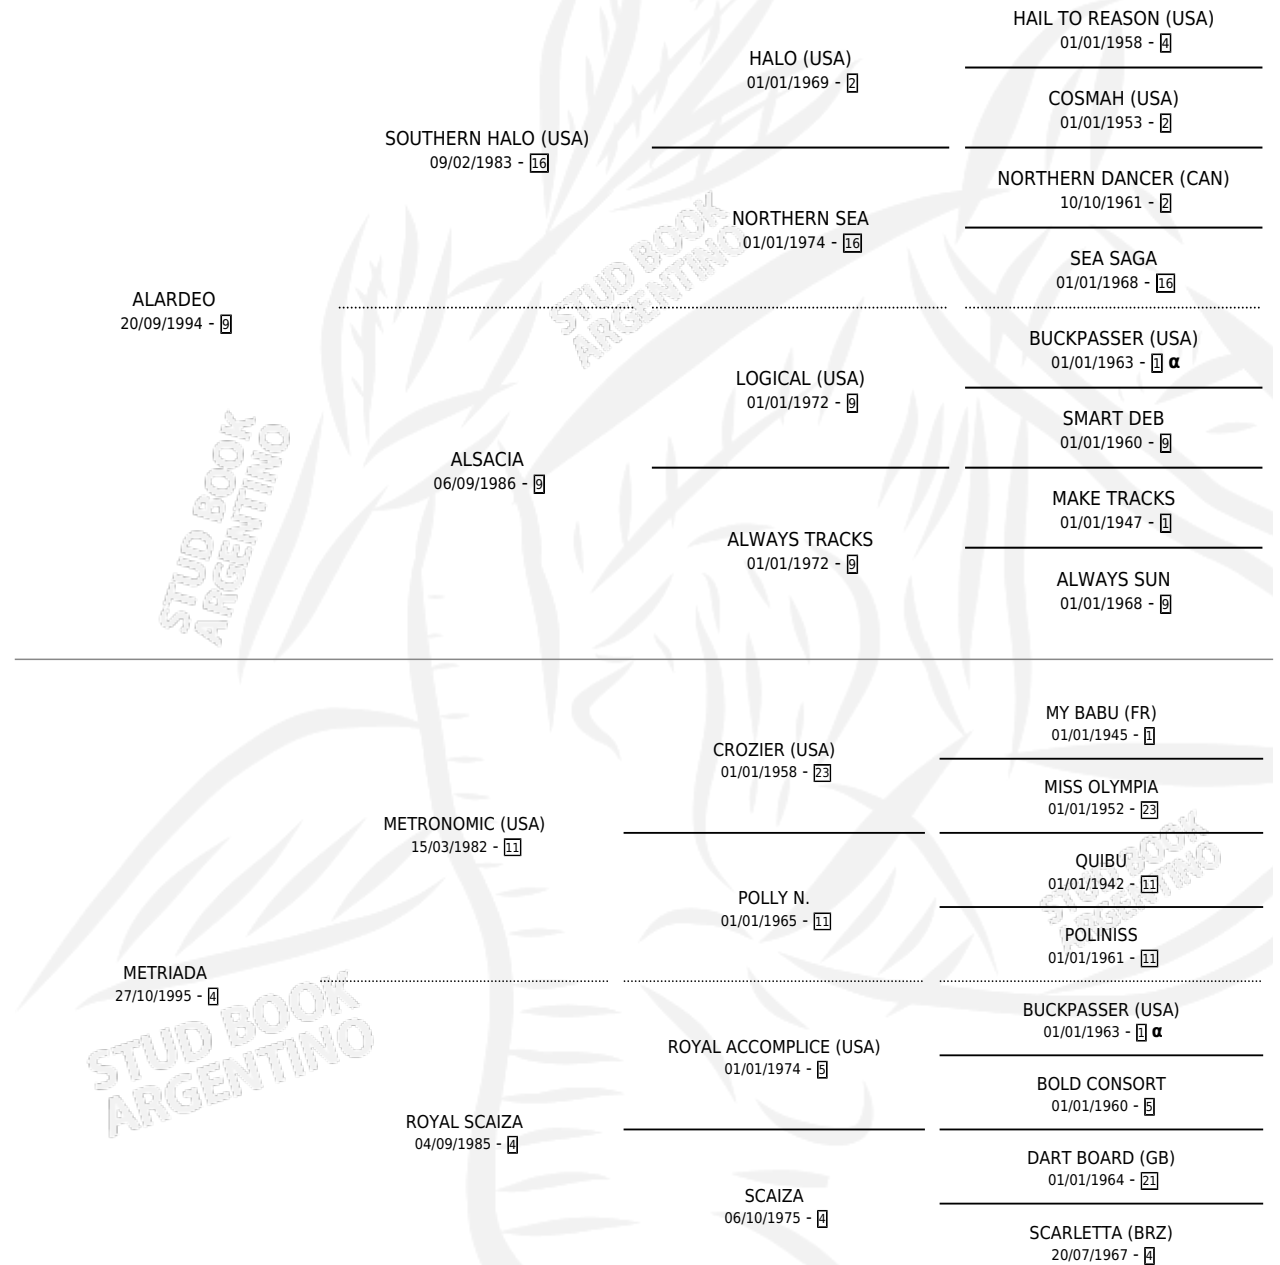 HAIL TO REASON (USA)
01/01/1958 - 4
HALO (USA)
01/01/1969 - 2
COSMAH (USA)
01/01/1953 - 2
SOUTHERN HALO (USA)
09/02/1983 - 16
NORTHERN DANCER (CAN)
10/10/1961 - 2
NORTHERN SEA
01/01/1974 - 16
SEA SAGA
01/01/1968 - 16
STUD BOOK
ARGENTINO
ALARDEO
20/09/1994 - 9
BUCKPASSER (USA)
01/01/1963 - 1 α
LOGICAL (USA)
01/01/1972 - 9
SMART DEB
01/01/1960 - 9
ALSACIA
06/09/1986 - 9
MAKE TRACKS
01/01/1947 - 1
ALWAYS TRACKS
01/01/1972 - 9
ALWAYS SUN
01/01/1968 - 9
STUD BOOK
ARGENTINO
MY BABU (FR)
01/01/1945 - 1
CROZIER (USA)
01/01/1958 - 23
MISS OLYMPIA
01/01/1952 - 23
METRONOMIC (USA)
15/03/1982 - 11
QUIBU
01/01/1942 - 11
POLLY N.
01/01/1965 - 11
POLINISS
01/01/1961 - 11
STUD BOOK
ARGENTINO
METRIADA
27/10/1995 - 4
BUCKPASSER (USA)
01/01/1963 - 1 α
ROYAL ACCOMPLICE (USA)
01/01/1974 - 5
BOLD CONSORT
01/01/1960 - 5
STUD BOOK
ARGENTINO
ROYAL SCAIZA
04/09/1985 - 4
DART BOARD (GB)
01/01/1964 - 21
SCAIZA
06/10/1975 - 4
SCARLETTA (BRZ)
20/07/1967 - 4